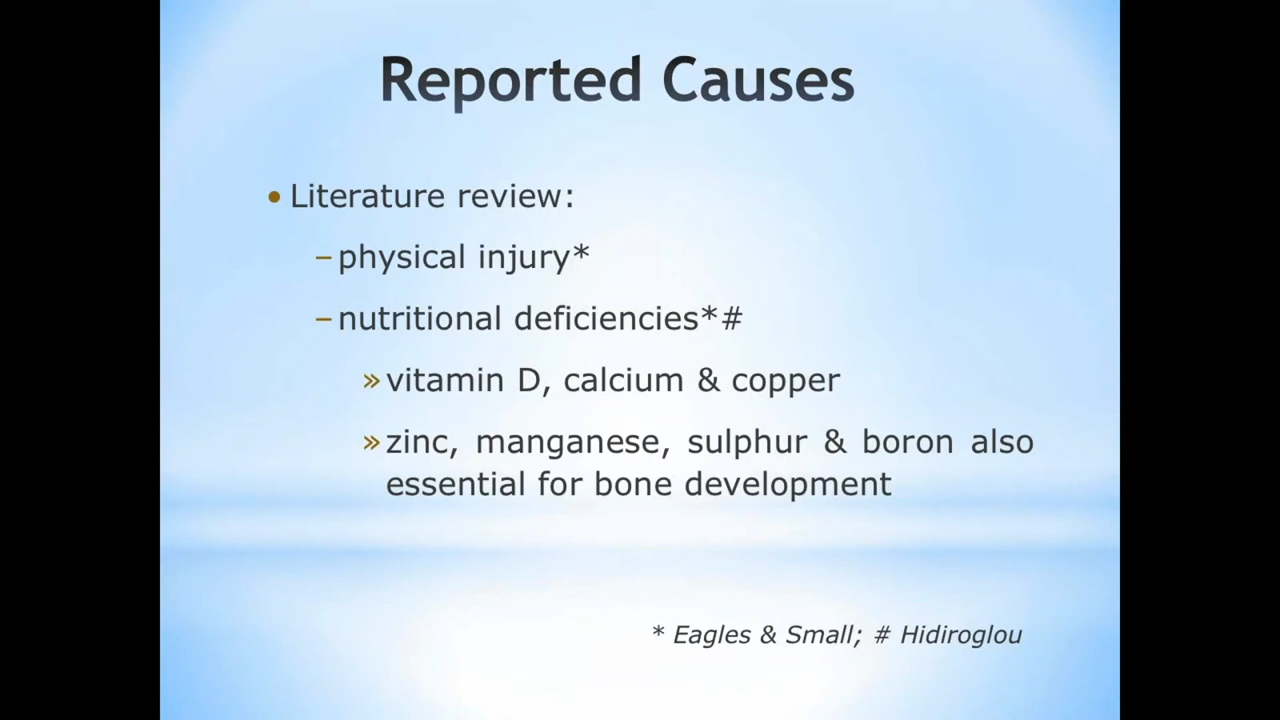 Reported Causes
• Literature review:
–physical injury*
–nutritional deficiencies*#
»vitamin D, calcium & copper
»zinc, manganese, sulphur & boron also
essential for bone development
* Eagles & Small; # Hidiroglou